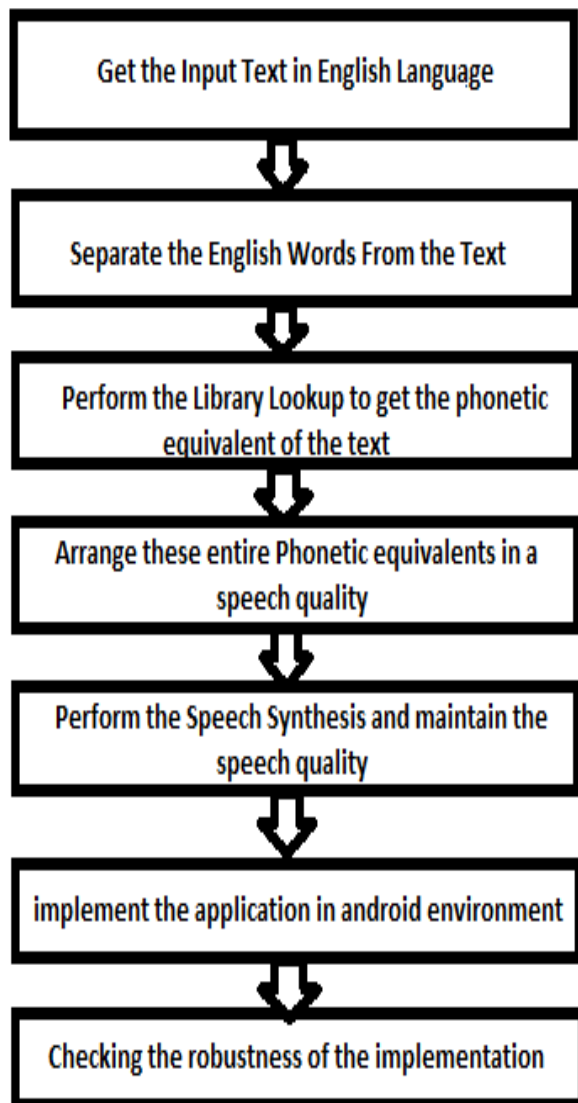 Get the Input Text in English Language
Separate the English Words From the Text
Perform the Library Lookup to get the phonetic
equivalent of the text
Arrange these entire Phonetic equivalents in a
speech quality
Perform the Speech Synthesis and maintain the
speech quality
implement the application in android environment
Checking the robustness of the implementation